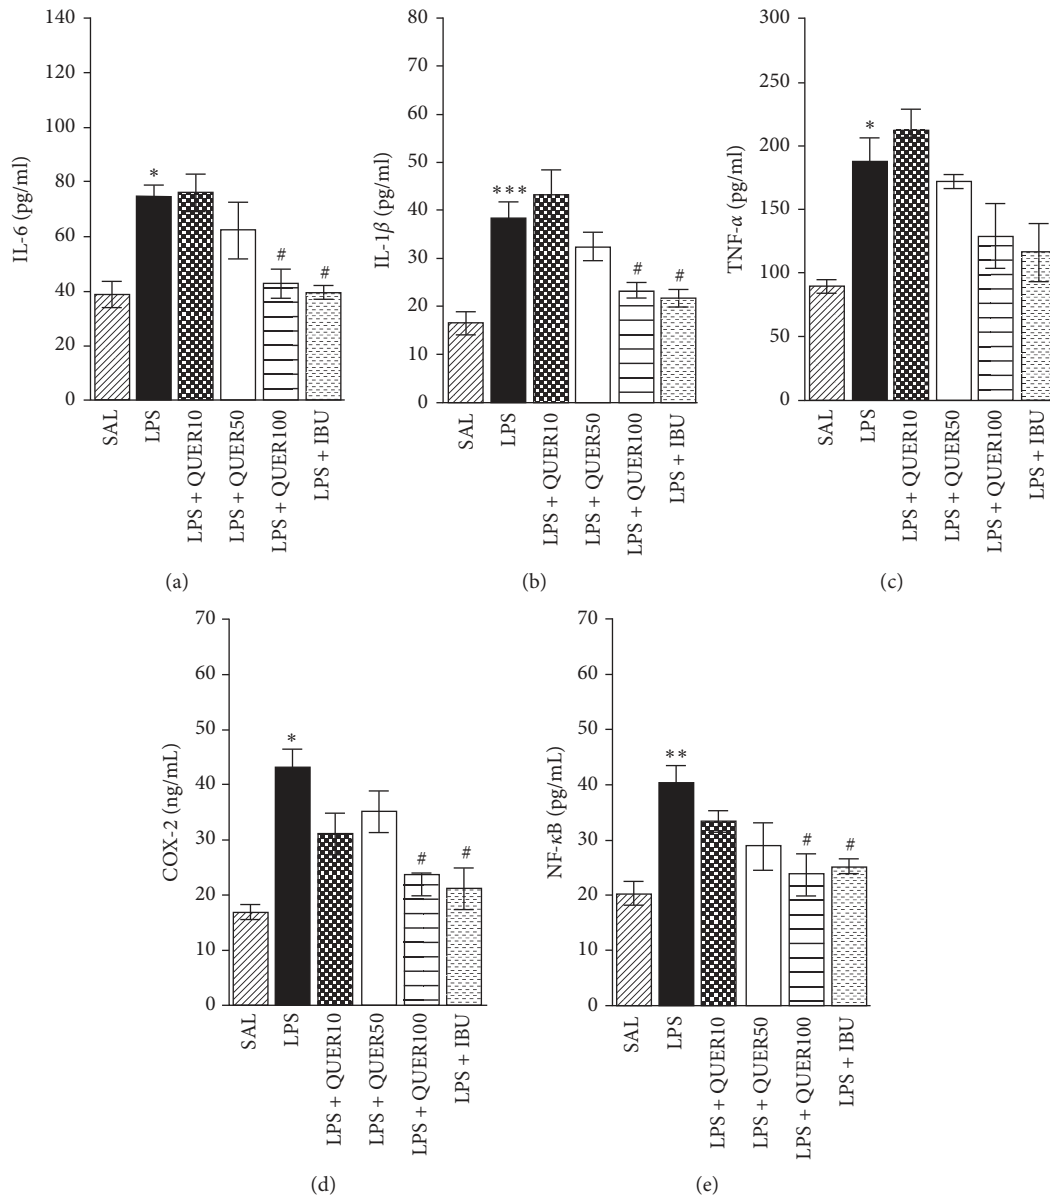 IL-6 (pg/ml)
160
140
120
100
80
60
40
20
0
*
#
#
SAL
LPS
LPS + QUER10
LPS + QUER50
LPS + QUER100
LPS + IBU
(a)
IL-1β (pg/ml)
80
70
60
50
40
30
20
10
0
***
#
#
SAL
LPS
LPS + QUER10
LPS + QUER50
LPS + QUER100
LPS + IBU
(b)
TNF-α (pg/ml)
300
250
200
150
100
50
0
*
SAL
LPS
LPS + QUER10
LPS + QUER50
LPS + QUER100
LPS + IBU
(c)
COX-2 (ng/mL)
70
60
50
40
30
20
10
0
*
#
#
SAL
LPS
LPS + QUER10
LPS + QUER50
LPS + QUER100
LPS + IBU
(d)
NF-κB (pg/mL)
70
60
50
40
30
20
10
0
**
#
#
SAL
LPS
LPS + QUER10
LPS + QUER50
LPS + QUER100
LPS + IBU
(e)